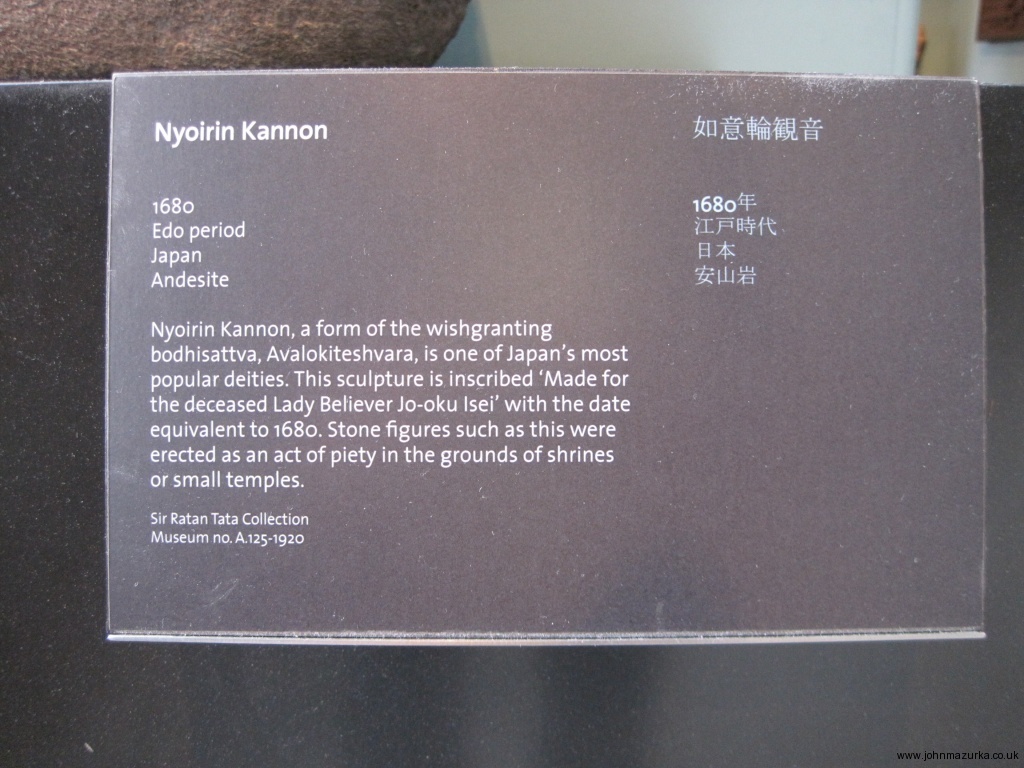 Nyoirin Kannon
1680
Edo period
Japan
Andesite
Nyoirin Kannon, a form of the wishgranting
bodhisattva, Avalokiteshvara, is one of Japan's most
popular deities. This sculpture is inscribed 'Made for
the deceased Lady Believer Jo-oku Isei' with the date
equivalent to 1680. Stone figures such as this were
erected as an act of piety in the grounds of shrines
or small temples.
Sir Ratan Tata Collection
Museum no. A.125-1920
如意輪観音
1680年
江戸時代
日本
安山岩
www.johnmazurka.co.uk